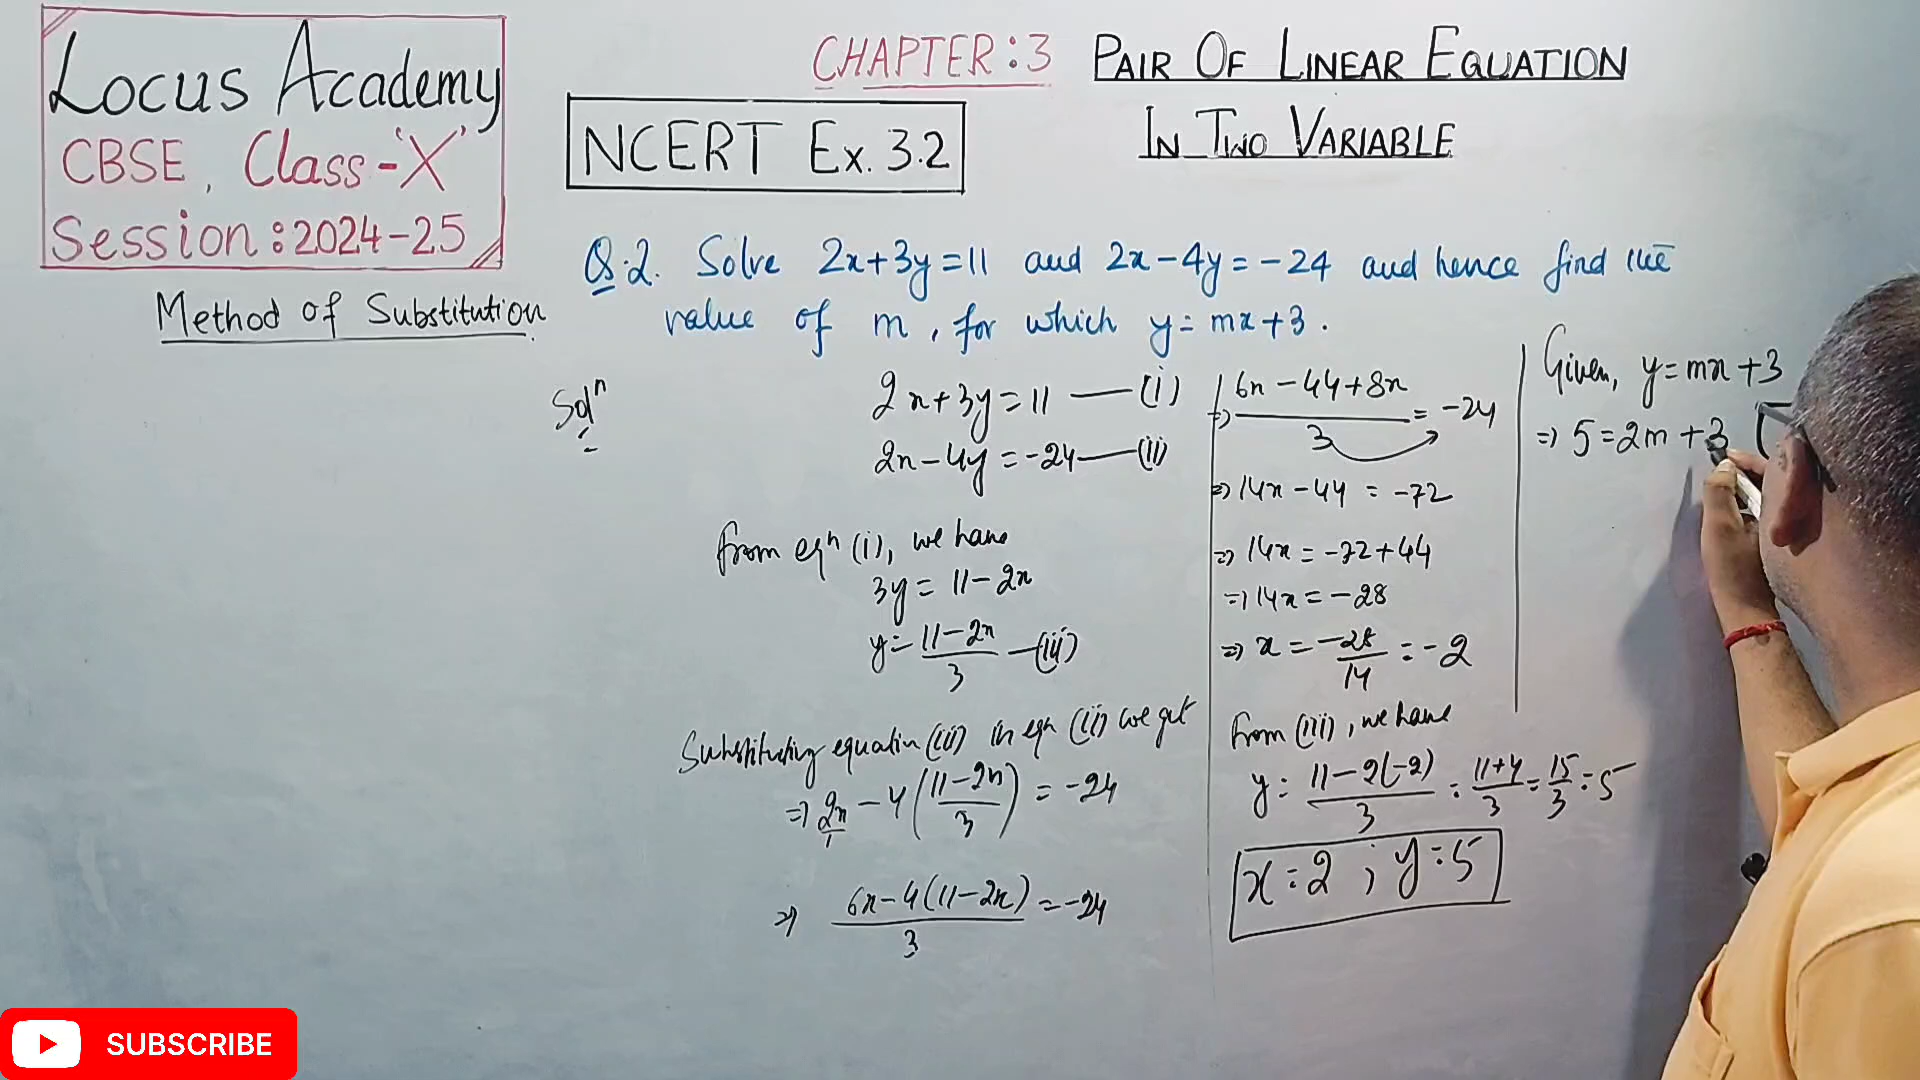 Locus Academy
CBSE, Class-'X'
Session:2024-25
CHAPTER:3 PAIR OF LINEAR EQUATION
IN TWO VARIABLE
NCERT Ex. 3.2
Q.2. Solve 2x+3y=11 and 2x-4y=-24 and hence find the
value of m, for which y=mx+3.
Method of Substitution
Solⁿ
2x+3y=11 —(i)
2x-4y=-24—(ii)
From eqⁿ (i), we have
3y = 11-2x
y= (11-2x)/3 —(iii)
Substituting equation (iii) in eqn (ii) we get
=> 2x/1 - 4((11-2x)/3) = -24
=> (6x-4(11-2x))/3 = -24
=> (6x-44+8x)/3 = -24
=> 14x-44 = -72
=> 14x = -72+44
=> 14x = -28
=> x = -28/14 = -2
From (iii), we have
y = (11-2(-2))/3 = (11+4)/3 = 15/3 = 5
x=2 ; y=5
Given, y=mx+3
=> 5=2m+3
SUBSCRIBE